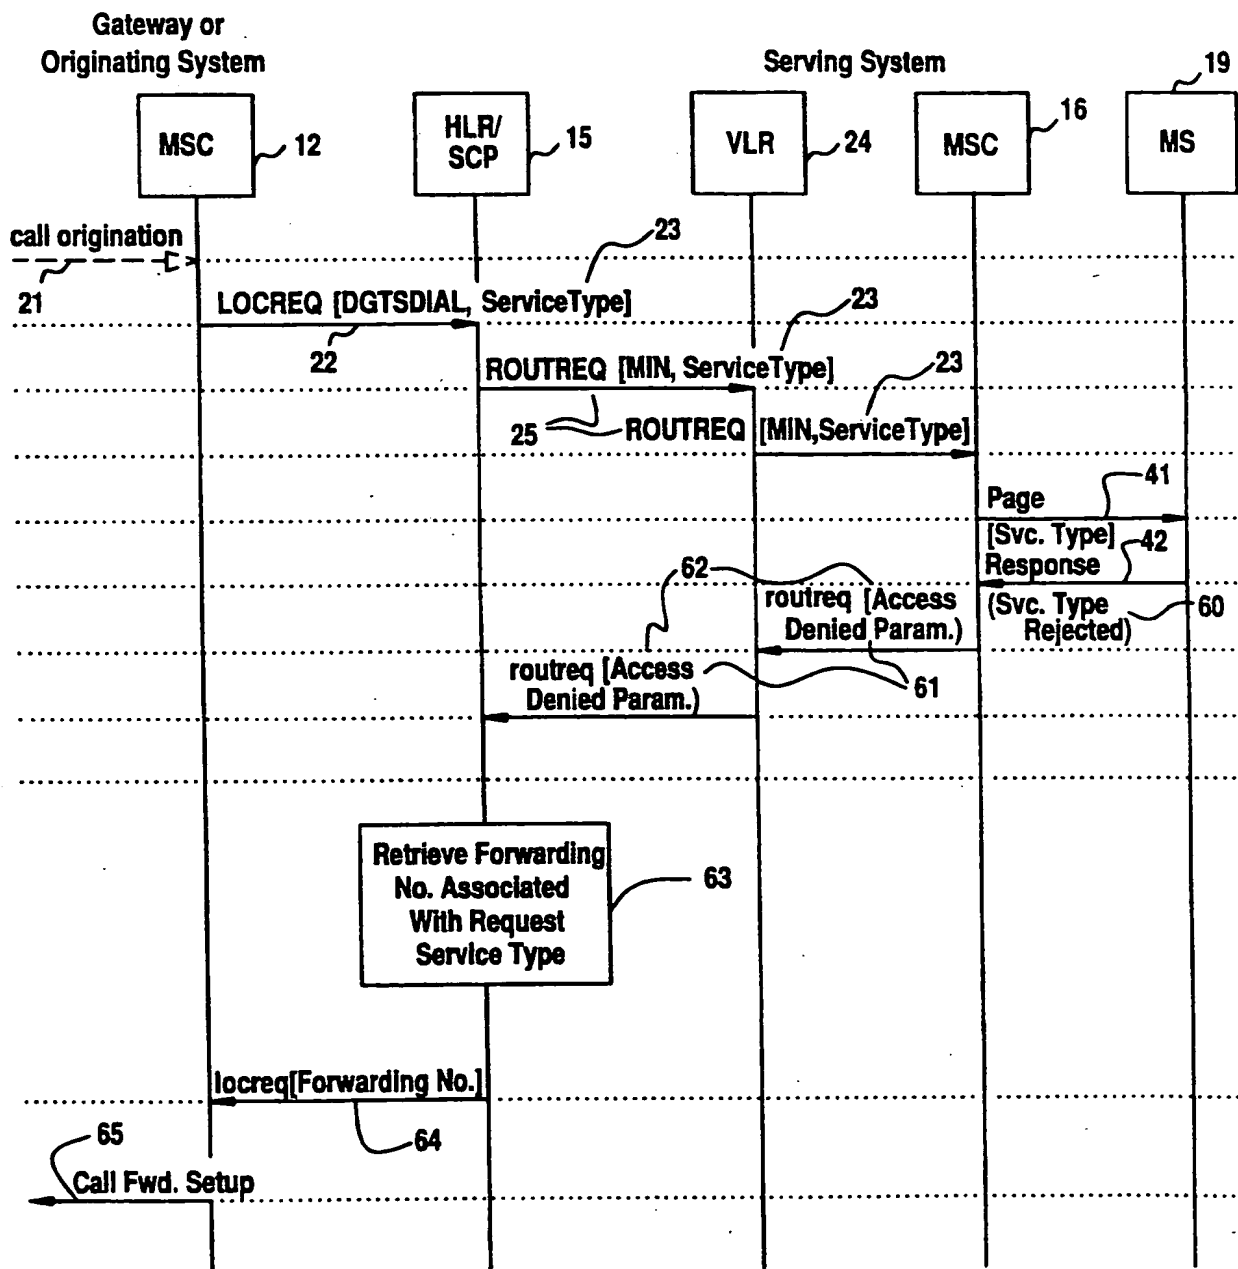 Gateway or
Originating System
Serving System
MSC
12
HLR/
SCP
15
VLR
24
MSC
16
MS
19
call origination
21
LOCREQ [DGTSDIAL, ServiceType]
23
22
ROUTREQ [MIN, ServiceType]
23
25
ROUTREQ [MIN,ServiceType]
23
Page
41
[Svc. Type]
Response
42
(Svc. Type
Rejected)
60
62
routreq [Access
Denied Param.)
routreq [Access
Denied Param.)
61
Retrieve Forwarding
No. Associated
With Request
Service Type
63
locreq[Forwarding No.]
64
65
Call Fwd. Setup